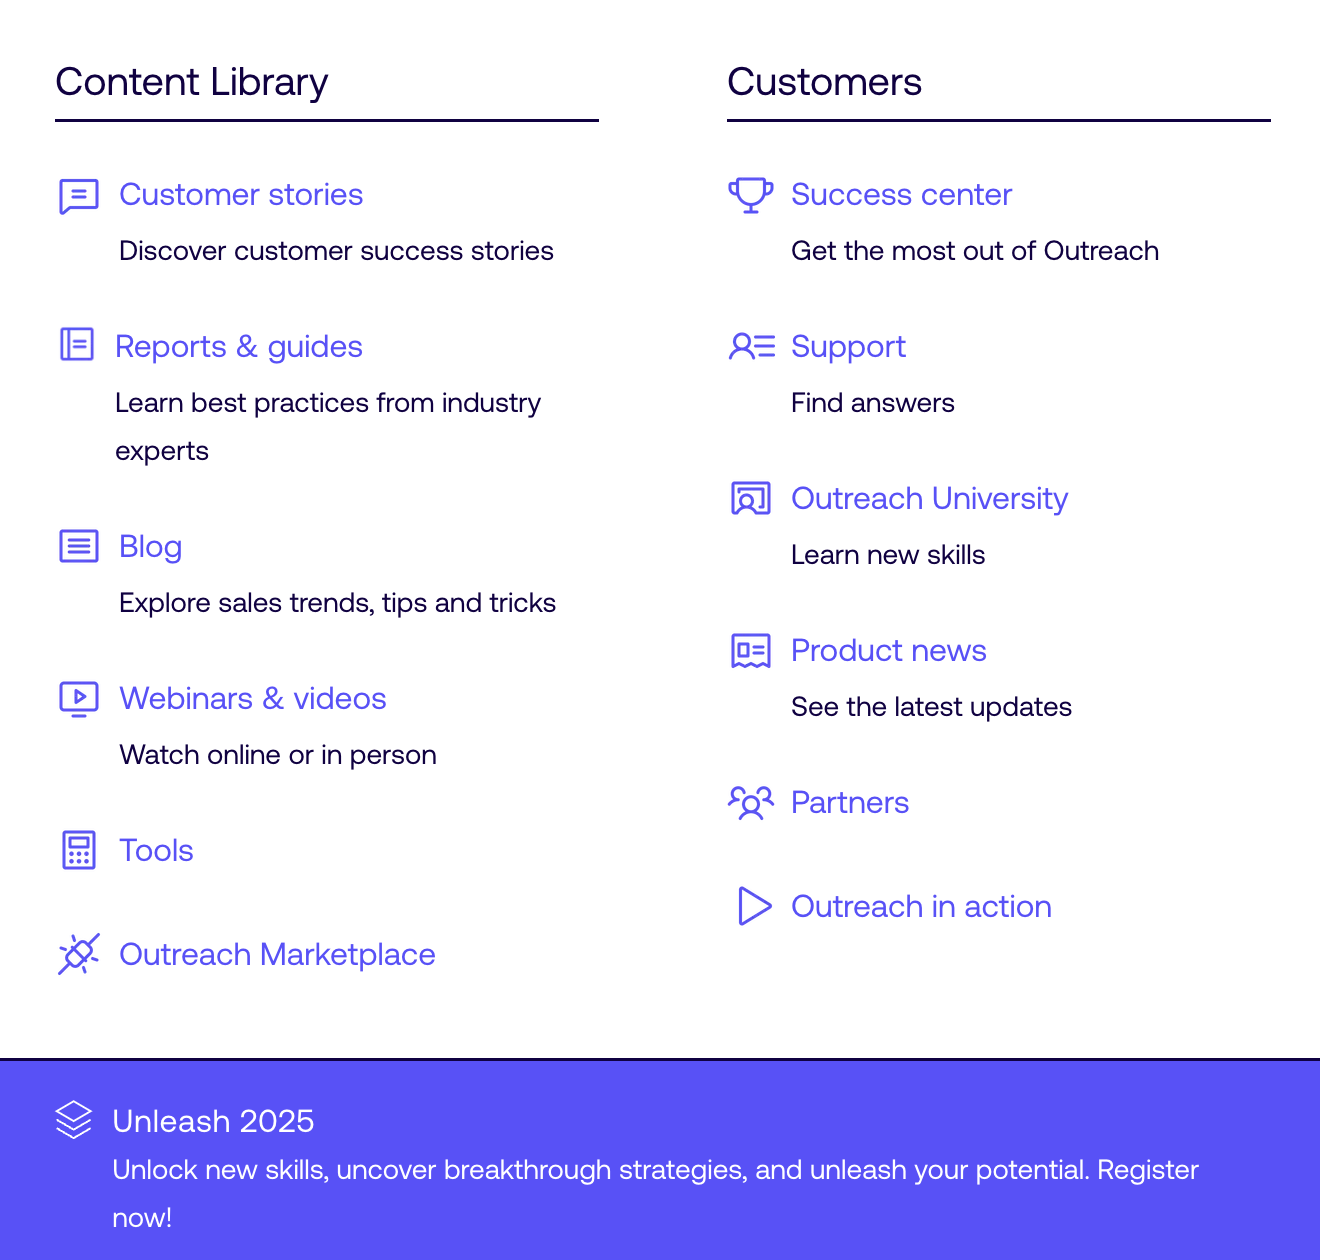 Content Library
Customer stories
Discover customer success stories
Reports & guides
Learn best practices from industry
experts
Blog
Explore sales trends, tips and tricks
Webinars & videos
Watch online or in person
Tools
Outreach Marketplace
Customers
Success center
Get the most out of Outreach
Support
Find answers
Outreach University
Learn new skills
Product news
See the latest updates
Partners
Outreach in action
Unleash 2025
Unlock new skills, uncover breakthrough strategies, and unleash your potential. Register
now!